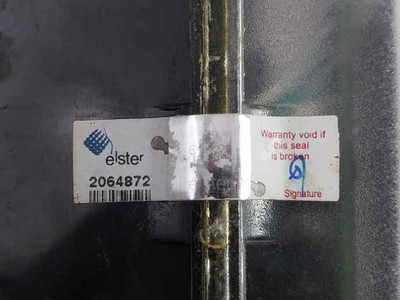 elster
2064872
Warranty void if
this seal
is broken
Signature